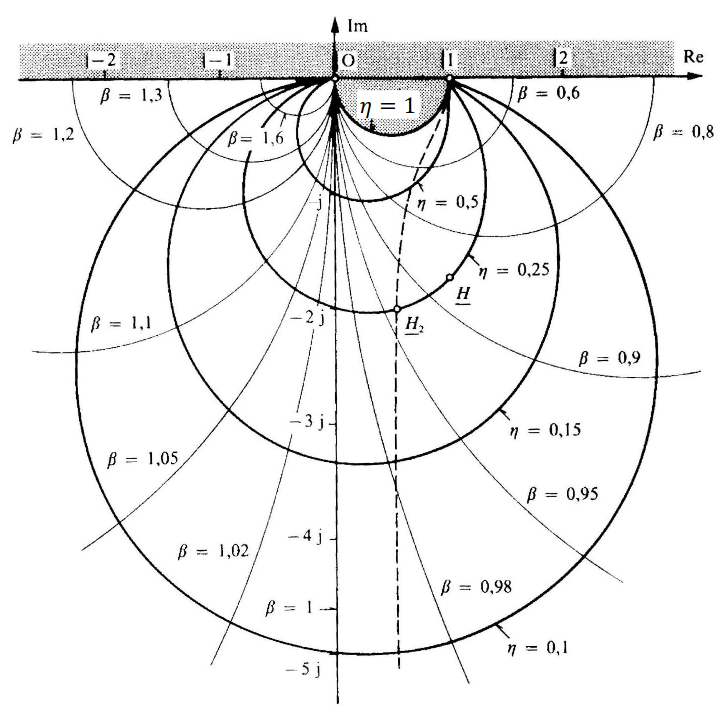 Im
−2
−1
O
1
2
Re
β = 1,3
η = 1
β = 0,6
β = 1,2
β = 1,6
β = 0,8
−j
η = 0,5
η = 0,25
H
−2 j
H₂
β = 1,1
β = 0,9
−3 j
η = 0,15
β = 1,05
β = 0,95
−4 j
β = 1,02
β = 0,98
β = 1
η = 0,1
−5 j